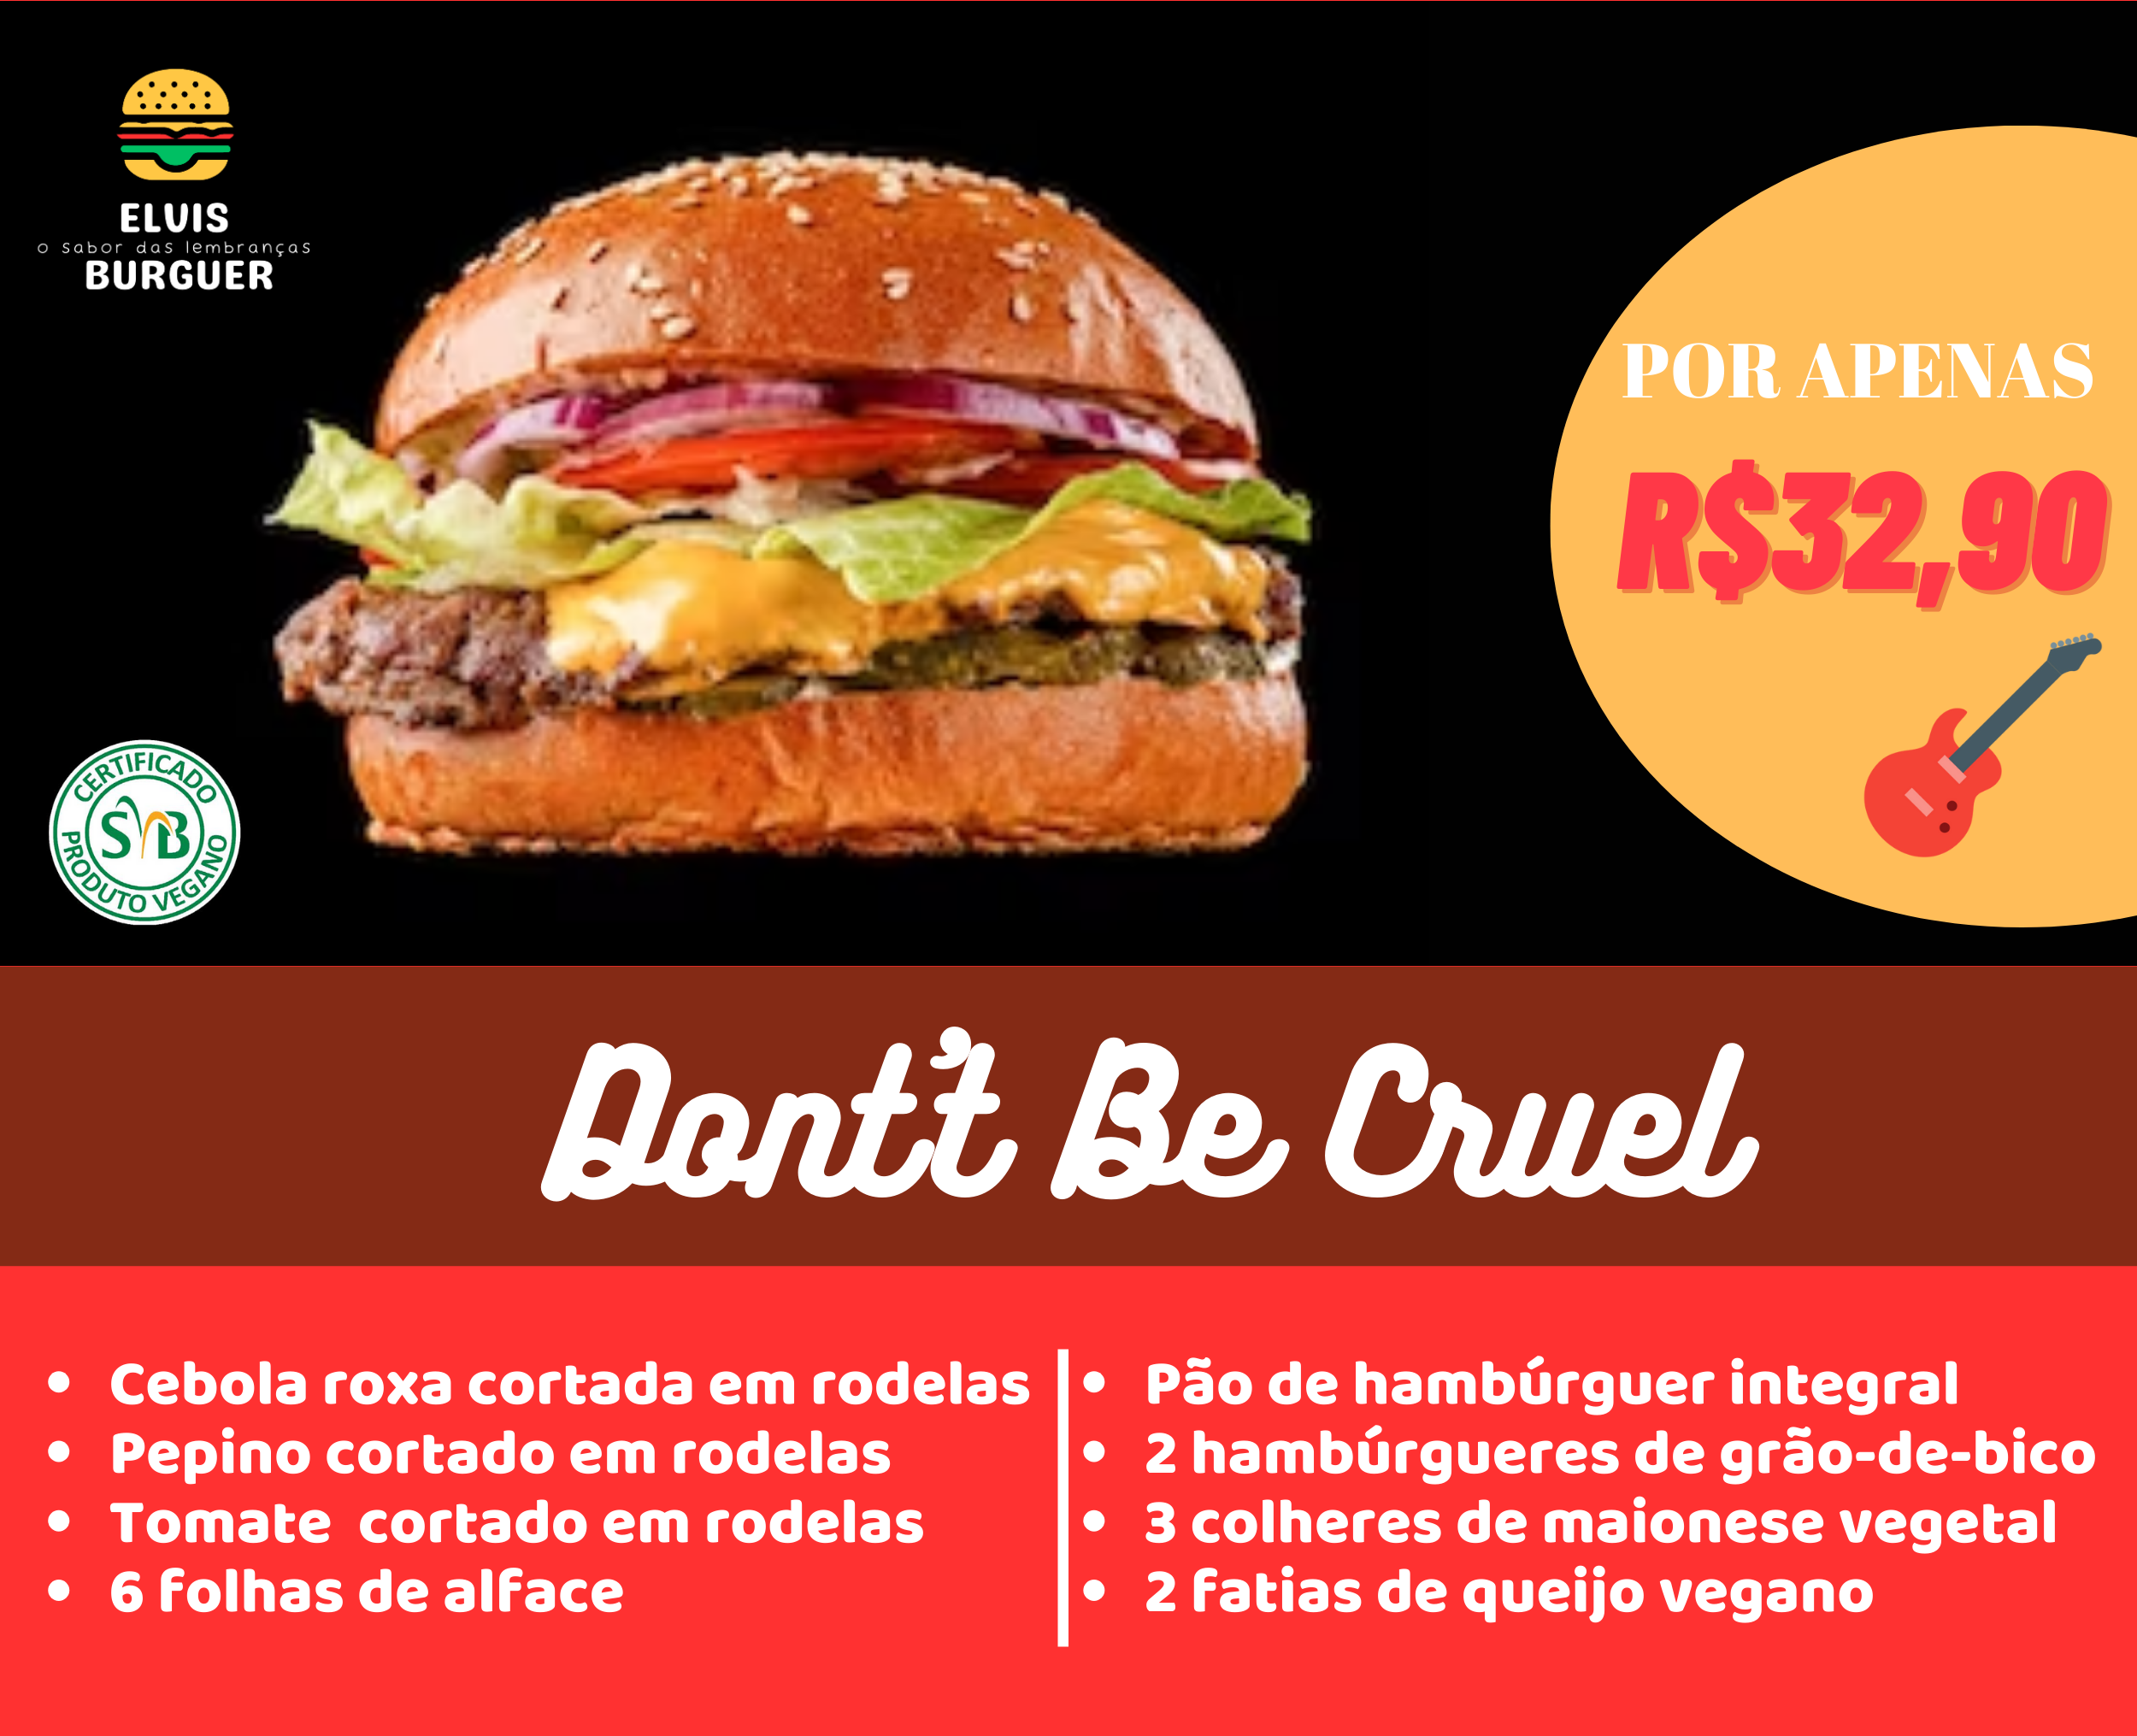 ELVIS
o sabor das lembranças
BURGUER
POR APENAS
R$32,90
CERTIFICADO
SVB
PRODUTO VEGANO
Dontt’t Be Cruel
• Cebola roxa cortada em rodelas
• Pepino cortado em rodelas
• Tomate cortado em rodelas
• 6 folhas de alface
• Pão de hambúrguer integral
• 2 hambúrgueres de grão-de-bico
• 3 colheres de maionese vegetal
• 2 fatias de queijo vegano